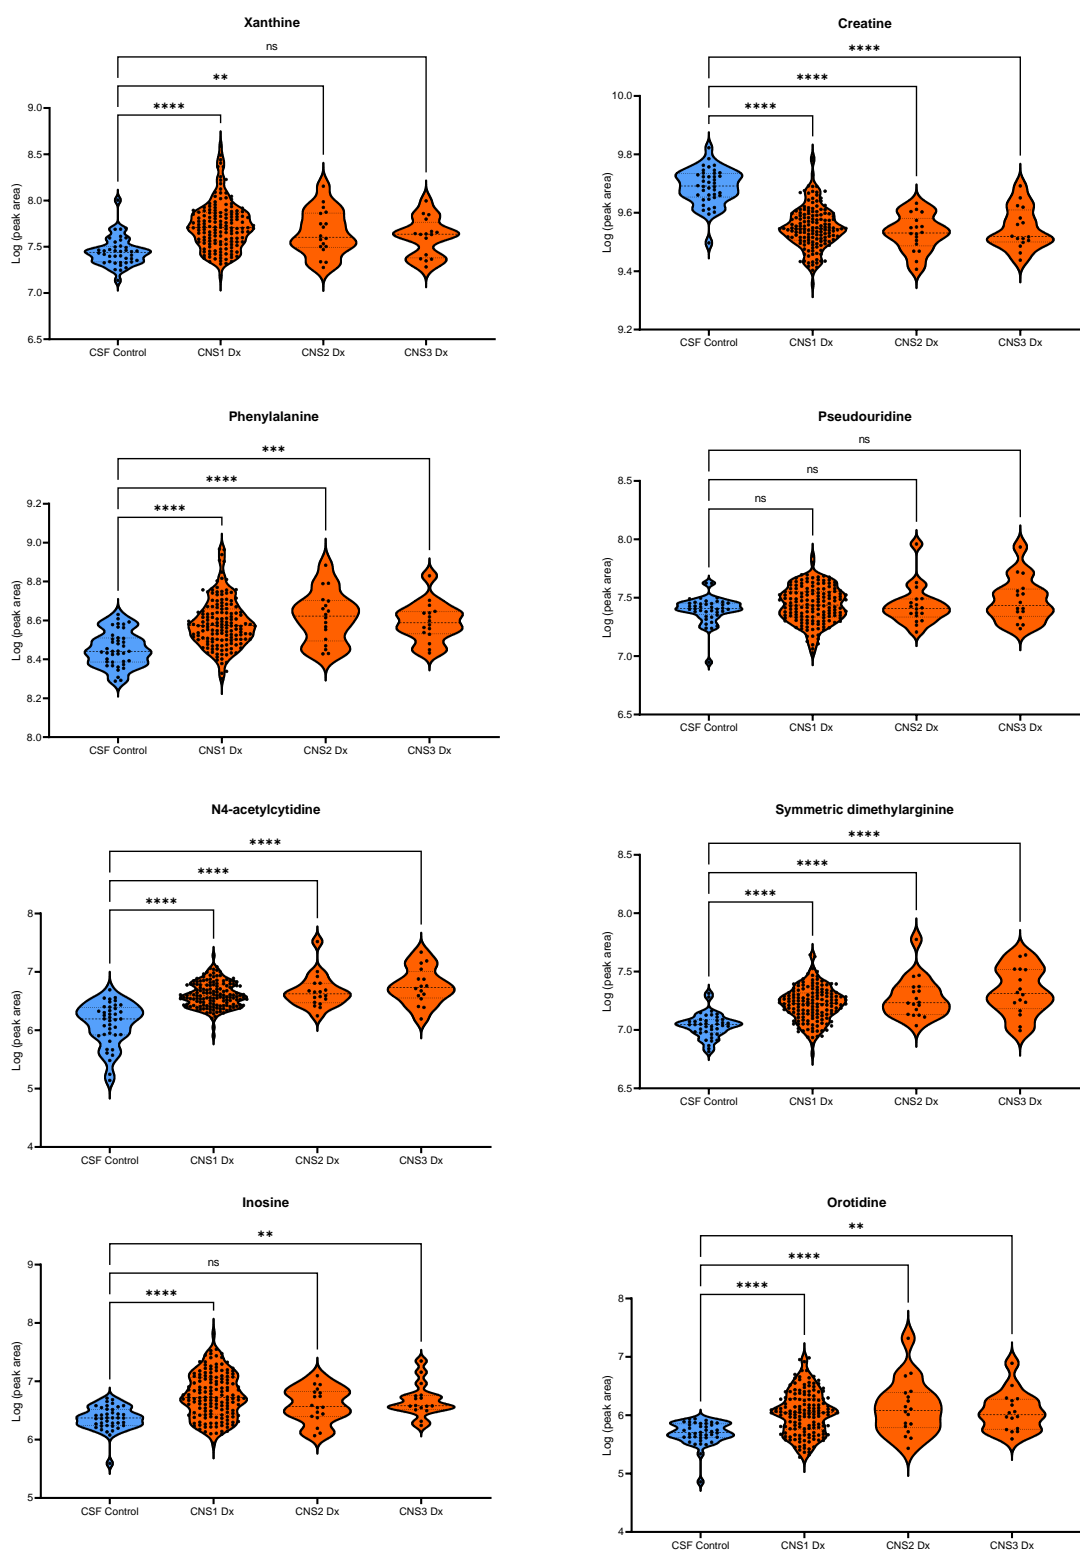 Xanthine
ns
**
****
9.0
8.5
8.0
7.5
7.0
6.5
Log (peak area)
CSF Control CNS1 Dx CNS2 Dx CNS3 Dx
Creatine
****
****
****
10.0
9.8
9.6
9.4
9.2
Log (peak area)
CSF Control CNS1 Dx CNS2 Dx CNS3 Dx
Phenylalanine
***
****
****
9.2
9.0
8.8
8.6
8.4
8.2
8.0
Log (peak area)
CSF Control CNS1 Dx CNS2 Dx CNS3 Dx
Pseudouridine
ns
ns
ns
8.5
8.0
7.5
7.0
6.5
Log (peak area)
CSF Control CNS1 Dx CNS2 Dx CNS3 Dx
N4-acetylcytidine
****
****
****
8
7
6
5
4
Log (peak area)
CSF Control CNS1 Dx CNS2 Dx CNS3 Dx
Symmetric dimethylarginine
****
****
****
8.5
8.0
7.5
7.0
6.5
Log (peak area)
CSF Control CNS1 Dx CNS2 Dx CNS3 Dx
Inosine
**
ns
****
9
8
7
6
5
Log (peak area)
CSF Control CNS1 Dx CNS2 Dx CNS3 Dx
Orotidine
**
****
****
8
7
6
5
4
Log (peak area)
CSF Control CNS1 Dx CNS2 Dx CNS3 Dx